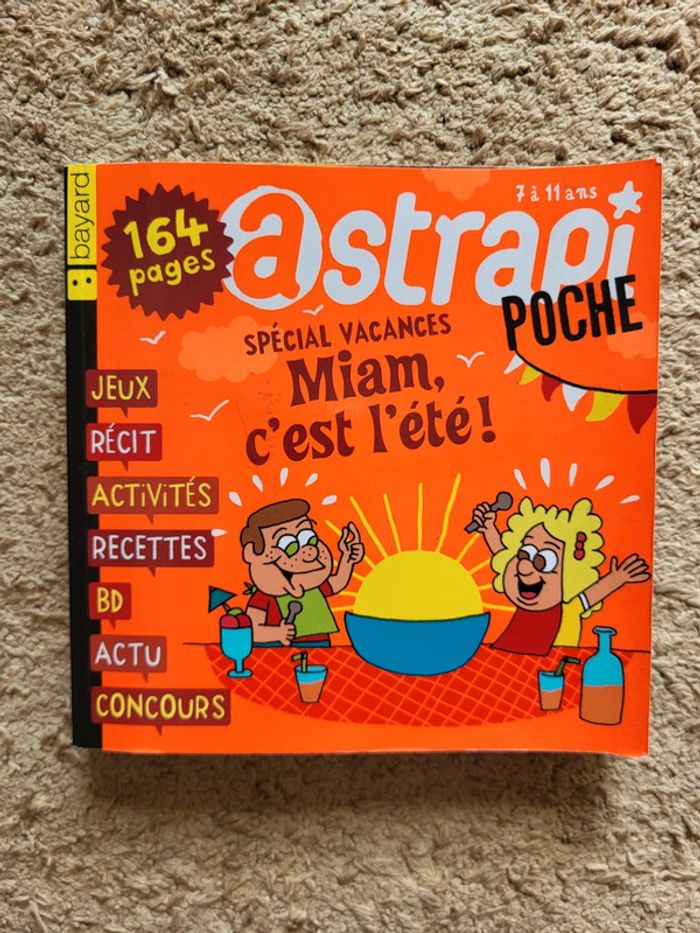 bayard
164
pages
7 à 11 ans
astrapi
POCHE
SPÉCIAL VACANCES
Miam,
c'est l'été !
JEUX
RÉCIT
ACTiViTÉS
RECETTES
BD
ACTU
CONCOURS